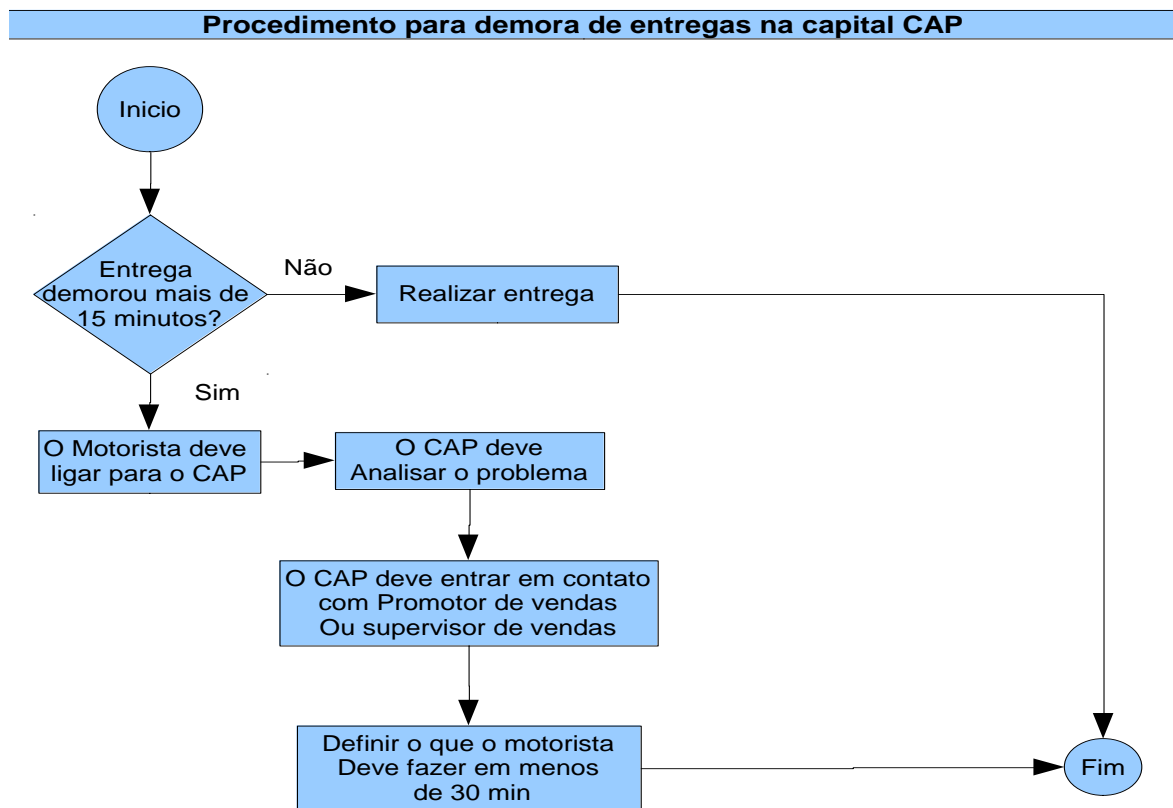 Procedimento para demora de entregas na capital CAP
Inicio
Entrega
demorou mais de
15 minutos?
Não
Realizar entrega
Sim
O Motorista deve
ligar para o CAP
O CAP deve
Analisar o problema
O CAP deve entrar em contato
com Promotor de vendas
Ou supervisor de vendas
Definir o que o motorista
Deve fazer em menos
de 30 min
Fim